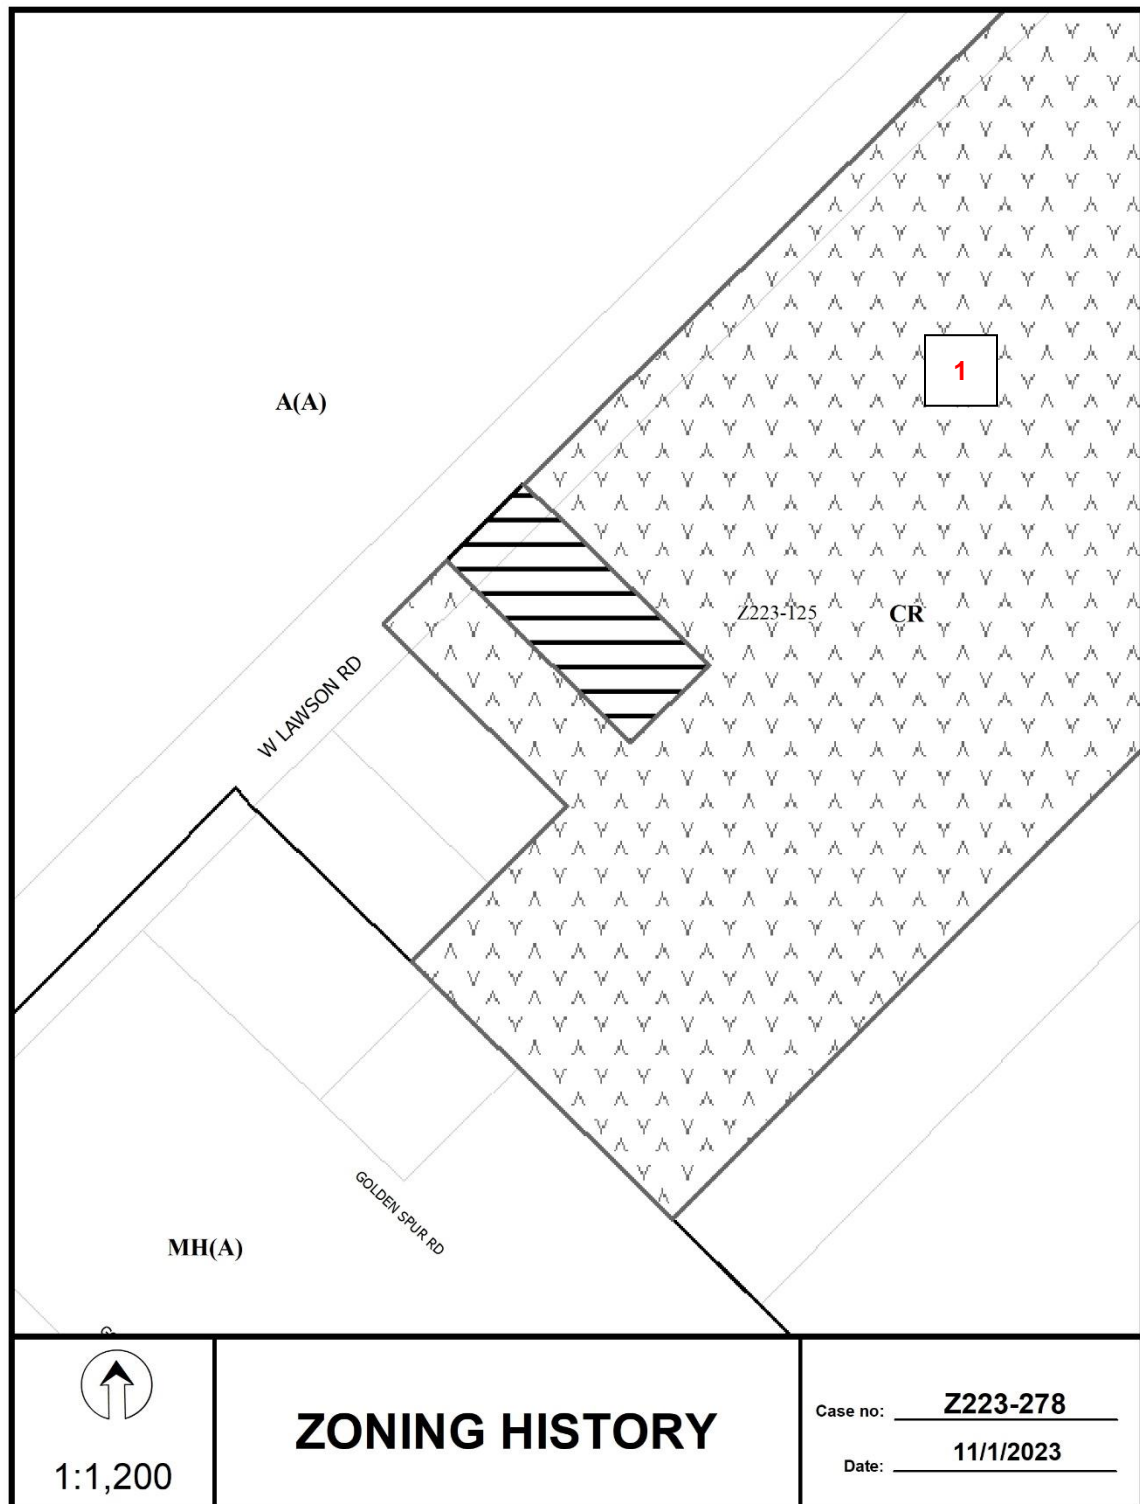 1
A(A)
Z223-125
CR
W LAWSON RD
GOLDEN SPUR RD
MH(A)
1:1,200
ZONING HISTORY
Case no: Z223-278
Date: 11/1/2023